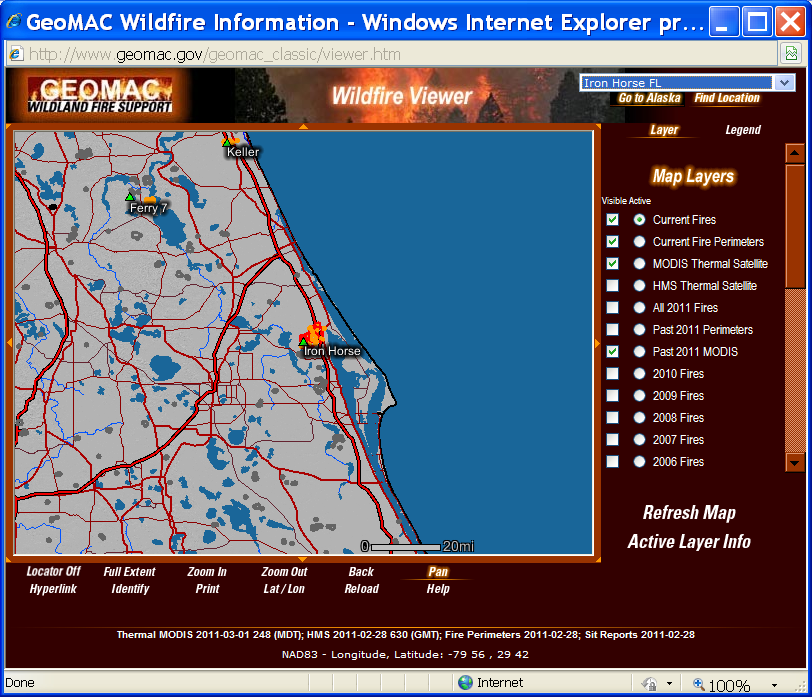 GeoMAC Wildfire Information - Windows Internet Explorer pr...
http://www.geomac.gov/geomac_classic/viewer.htm
GEOMAC
WILDLAND FIRE SUPPORT
Wildfire Viewer
Iron Horse FL
Go to Alaska Find Location
Layer Legend
Keller
Ferry 7
Iron Horse
0 20mi
Map Layers
Visible Active
Current Fires
Current Fire Perimeters
MODIS Thermal Satellite
HMS Thermal Satellite
All 2011 Fires
Past 2011 Perimeters
Past 2011 MODIS
2010 Fires
2009 Fires
2008 Fires
2007 Fires
2006 Fires
Refresh Map
Active Layer Info
Locator Off Full Extent Zoom In Zoom Out Back Pan
Hyperlink Identify Print Lat / Lon Reload Help
Thermal MODIS 2011-03-01 248 (MDT); HMS 2011-02-28 630 (GMT); Fire Perimeters 2011-02-28; Sit Reports 2011-02-28
NAD83 - Longitude, Latitude: -79 56 , 29 42
Done Internet 100%